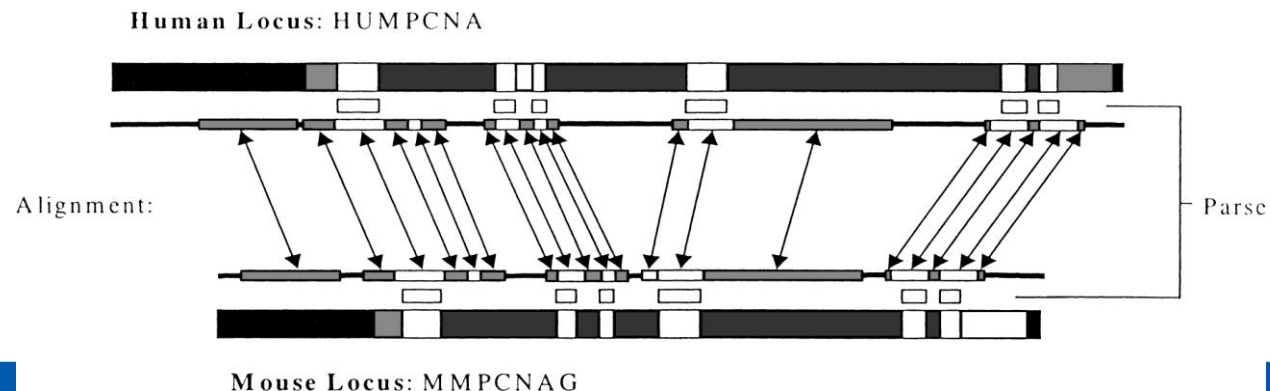 Human Locus: HUMPCNA
Alignment:
Parse
Mouse Locus: MMPCNAG